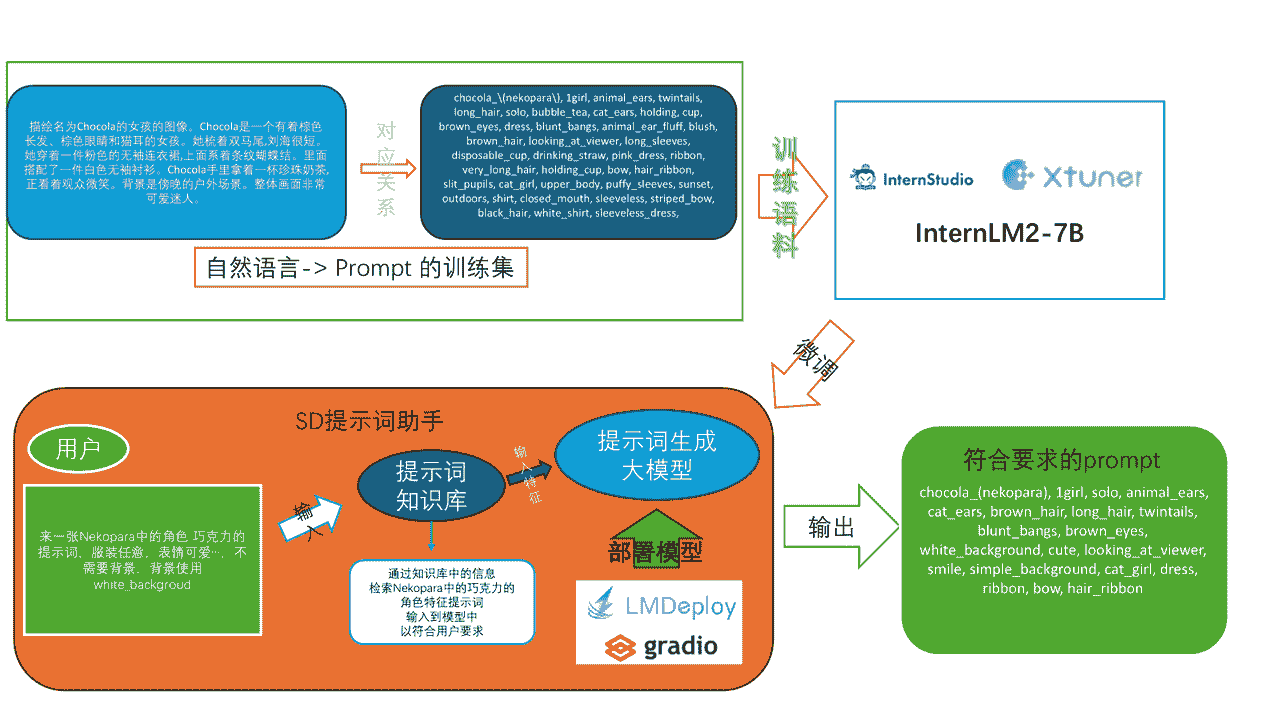 描绘名为Chocola的女孩的图像。Chocola是一个有着棕色
长发、棕色眼睛和猫耳的女孩。她梳着双马尾,刘海很短。
她穿着一件粉色的无袖连衣裙,上面系着条纹蝴蝶结。里面
搭配了一件白色无袖衬衫。Chocola手里拿着一杯珍珠奶茶,
正看着观众微笑。背景是傍晚的户外场景。整体画面非常
可爱迷人。
对应关系
chocola_\(nekopara\), 1girl, animal_ears, twintails,
long_hair, solo, bubble_tea, cat_ears, holding, cup,
brown_eyes, dress, blunt_bangs, animal_ear_fluff, blush,
brown_hair, looking_at_viewer, long_sleeves,
disposable_cup, drinking_straw, pink_dress, ribbon,
very_long_hair, holding_cup, bow, hair_ribbon,
slit_pupils, cat_girl, upper_body, puffy_sleeves, sunset,
outdoors, shirt, closed_mouth, sleeveless, striped_bow,
black_hair, white_shirt, sleeveless_dress,
自然语言-> Prompt 的训练集
训练语料
InternStudio
Xtuner
InternLM2-7B
微调
SD提示词助手
用户
来一张Nekopara中的角色 巧克力的
提示词，服装任意，表情可爱…，不
需要背景，背景使用
white_backgroud
输入
提示词
知识库
输入特征
提示词生成
大模型
通过知识库中的信息
检索Nekopara中的巧克力的
角色特征提示词
输入到模型中
以符合用户要求
部署模型
LMDeploy
gradio
输出
符合要求的prompt
chocola_(nekopara), 1girl, solo, animal_ears,
cat_ears, brown_hair, long_hair, twintails,
blunt_bangs, brown_eyes,
white_background, cute, looking_at_viewer,
smile, simple_background, cat_girl, dress,
ribbon, bow, hair_ribbon